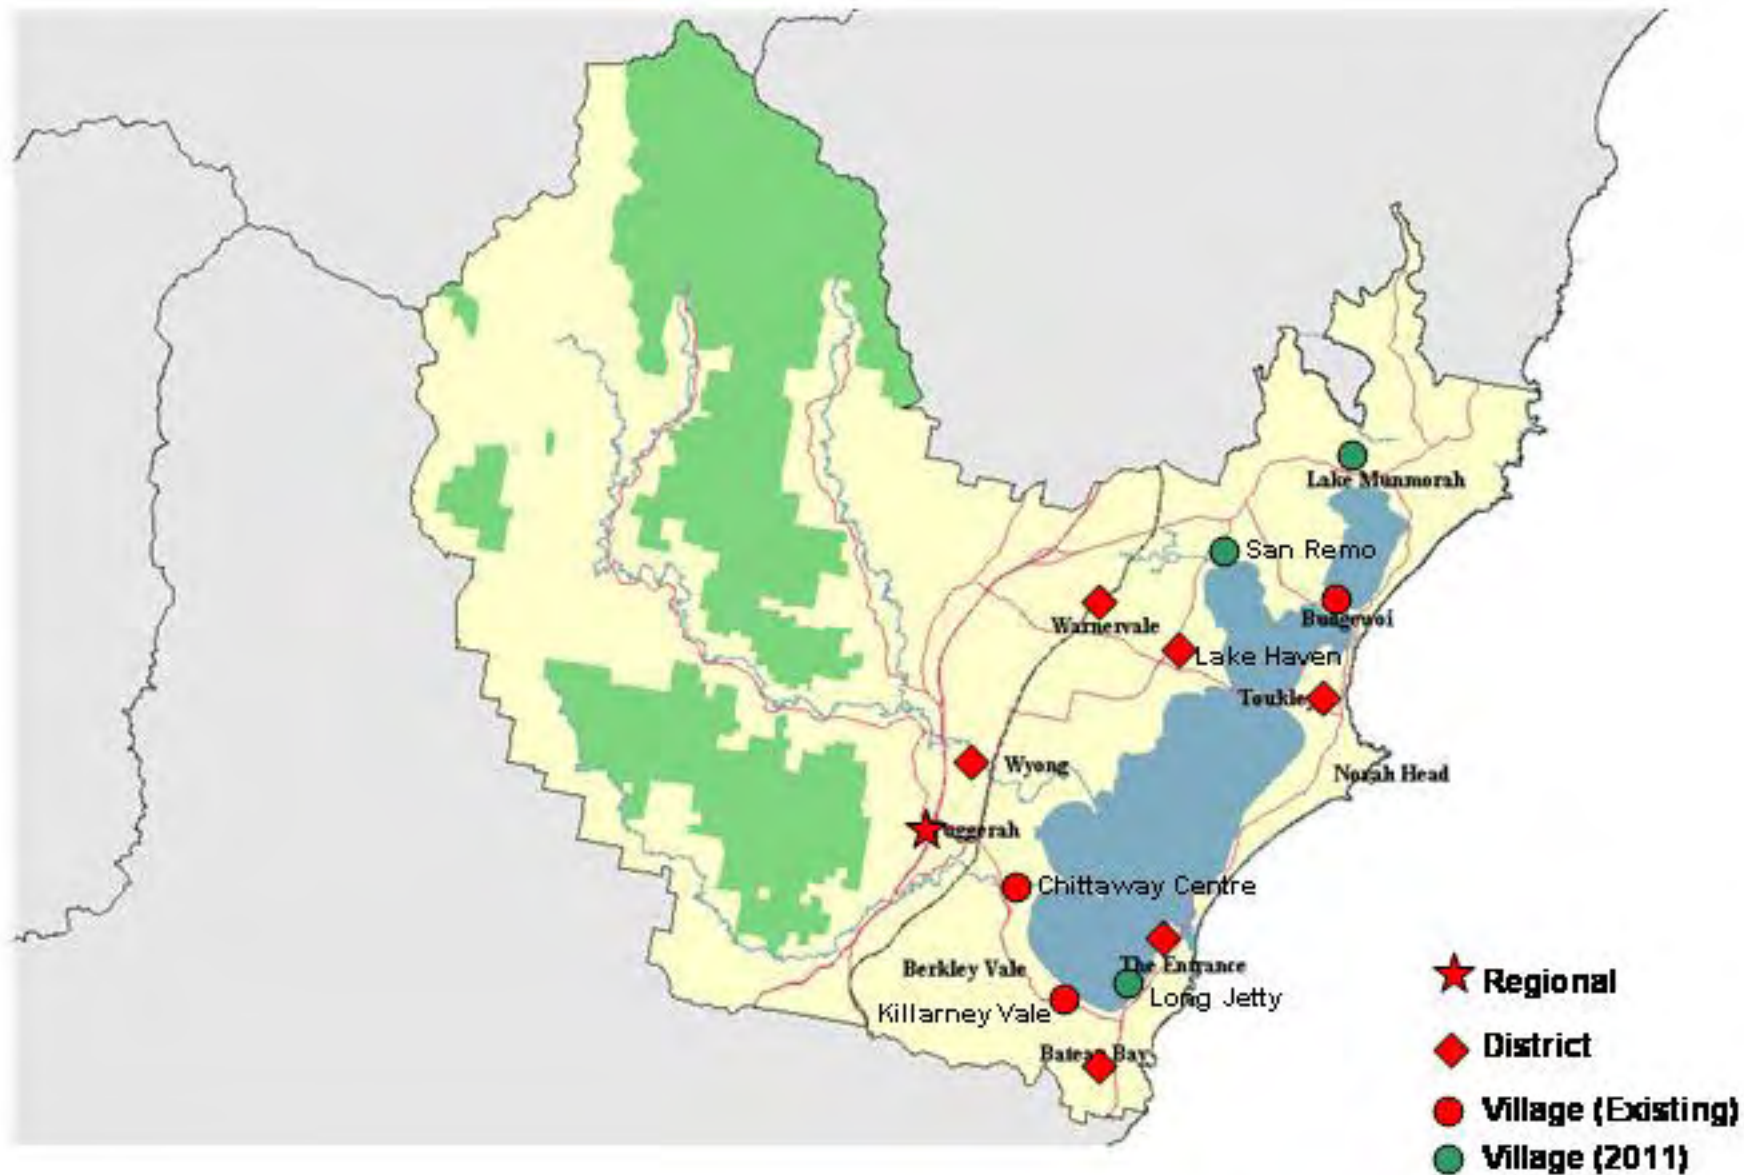 Lake Munmorah
San Remo
Budgewoi
Warnervale
Lake Haven
Toukley
Wyong
Norah Head
uggerah
Chittaway Centre
The Entrance
Berkley Vale
Long Jetty
Killarney Vale
Bateau Bay
Regional
District
Village (Existing)
Village (2011)